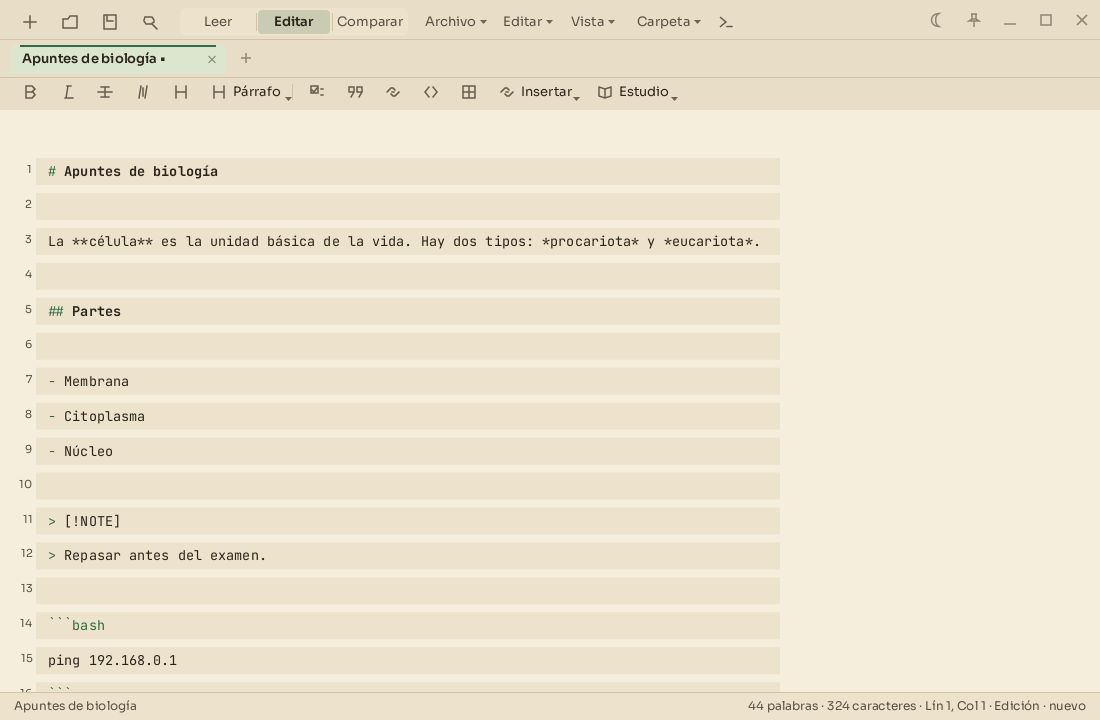 Leer Editar Comparar Archivo Editar Vista Carpeta
Apuntes de biología
Párrafo Insertar Estudio
1 # Apuntes de biología
2
3 La **célula** es la unidad básica de la vida. Hay dos tipos: *procariota* y *eucariota*.
4
5 ## Partes
6
7 - Membrana
8 - Citoplasma
9 - Núcleo
10
11 > [!NOTE]
12 > Repasar antes del examen.
13
14 ```bash
15 ping 192.168.0.1
16 ```
Apuntes de biología 44 palabras · 324 caracteres · Lín 1, Col 1 · Edición · nuevo